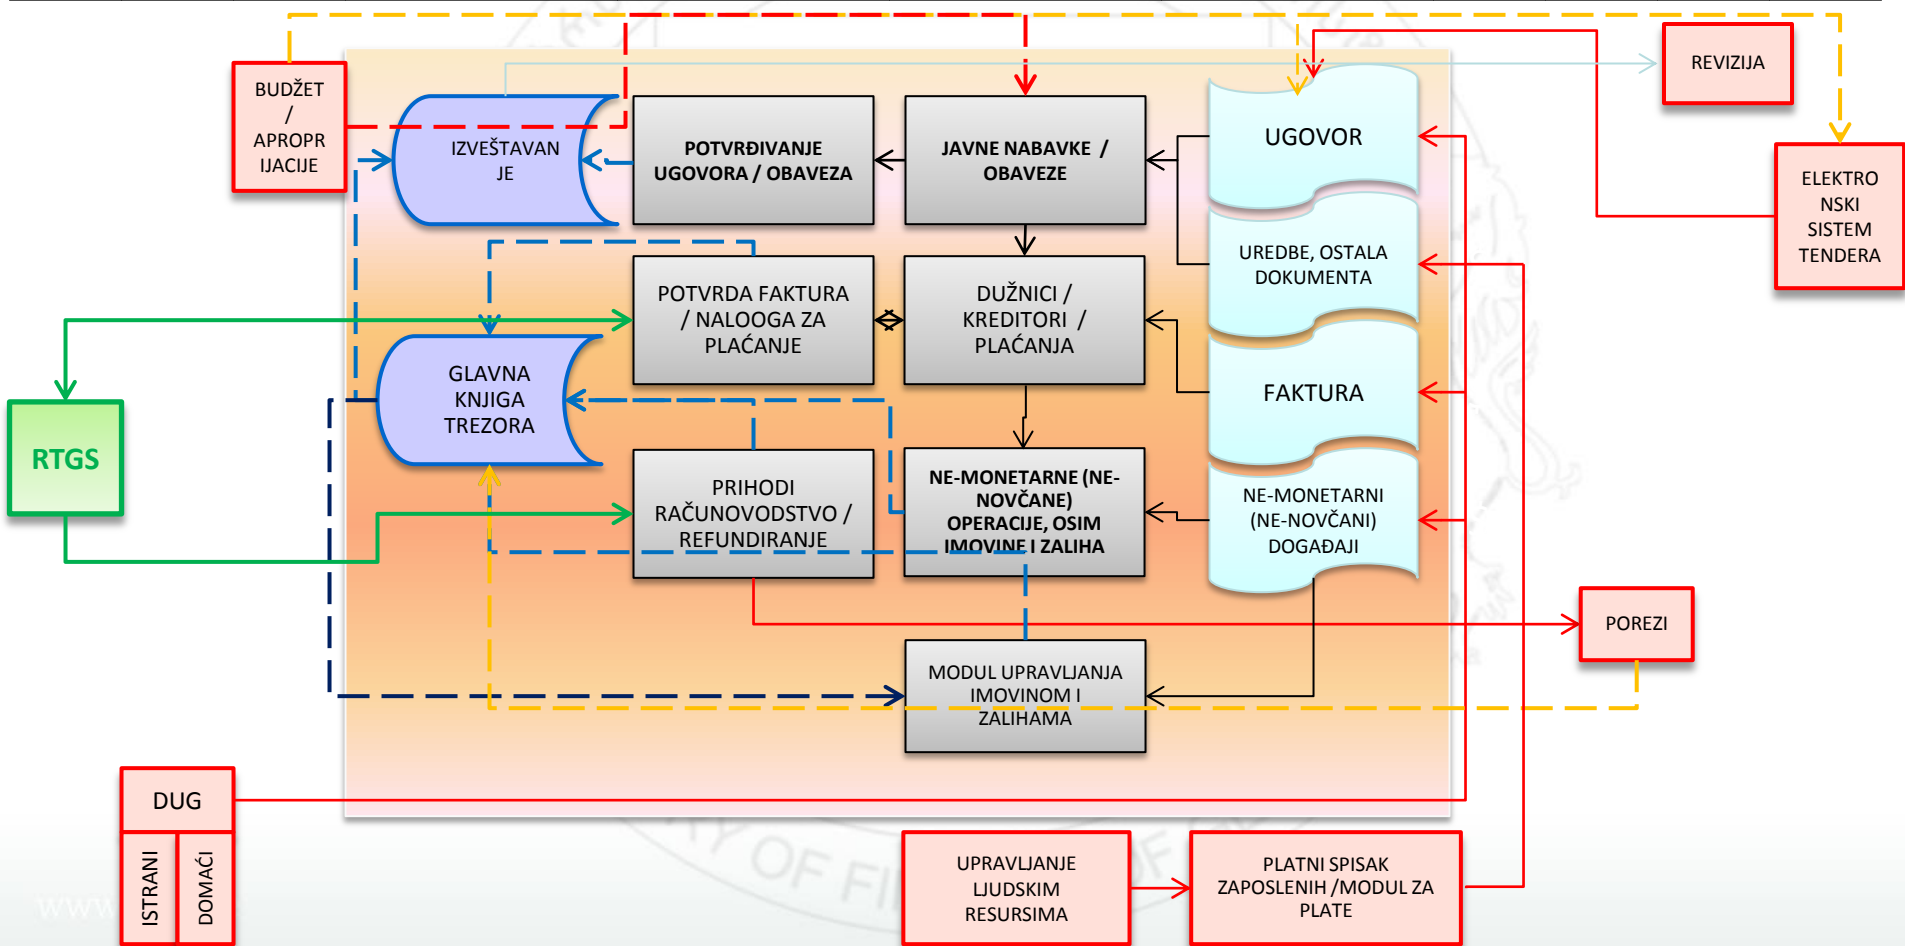 BUDŽET
/
APROPR
IJACIJE
IZVEŠTAVAN
JE
POTVRĐIVANJE
UGOVORA / OBAVEZA
JAVNE NABAVKE /
OBAVEZE
UGOVOR
REVIZIJA
ELEKTRO
NSKI
SISTEM
TENDERA
UREDBE, OSTALA
DOKUMENTA
POTVRDA FAKTURA
/ NALOOGA ZA
PLAĆANJE
DUŽNICI /
KREDITORI /
PLAĆANJA
FAKTURA
GLAVNA
KNJIGA
TREZORA
RTGS
PRIHODI
RAČUNOVODSTVO /
REFUNDIRANJE
NE-MONETARNE (NE-
NOVČANE)
OPERACIJE, OSIM
IMOVINE I ZALIHA
NE-MONETARNI
(NE-NOVČANI)
DOGAĐAJI
POREZI
MODUL UPRAVLJANJA
IMOVINOM I
ZALIHAMA
DUG
ISTRANI
DOMAĆI
UPRAVLJANJE
LJUDSKIM
RESURSIMA
PLATNI SPISAK
ZAPOSLENIH /MODUL ZA
PLATE
www
OF